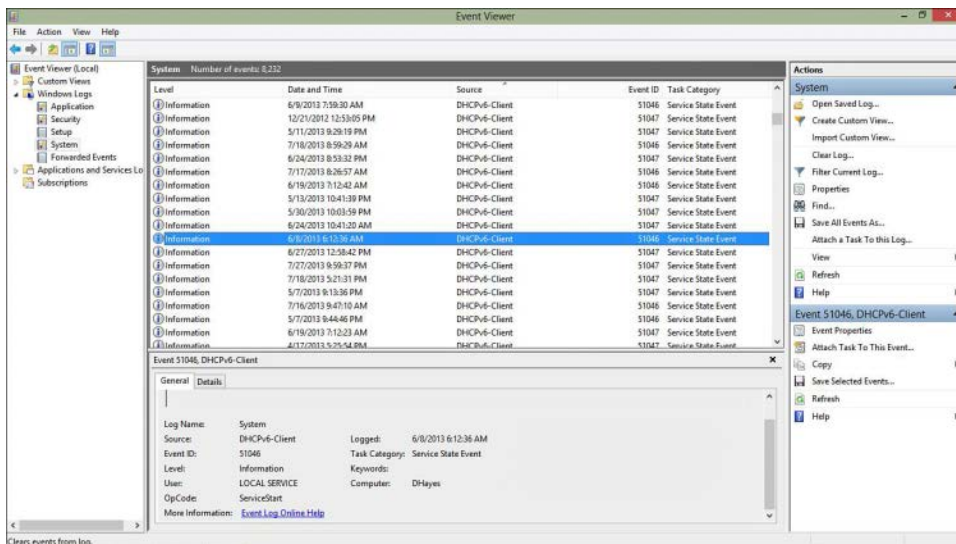 Event Viewer
File Action View Help
Event Viewer (Local)
Custom Views
Windows Logs
Application
Security
Setup
System
Forwarded Events
Applications and Services Lo
Subscriptions
System Number of events: 8,232
Level Date and Time Source Event ID Task Category
Information 6/9/2013 7:59:30 AM DHCPv6-Client 51046 Service State Event
Information 12/21/2012 12:53:05 PM DHCPv6-Client 51047 Service State Event
Information 5/11/2013 9:29:19 PM DHCPv6-Client 51047 Service State Event
Information 7/18/2013 8:59:29 AM DHCPv6-Client 51046 Service State Event
Information 6/24/2013 8:53:32 PM DHCPv6-Client 51047 Service State Event
Information 7/17/2013 8:26:57 AM DHCPv6-Client 51046 Service State Event
Information 6/19/2013 7:12:42 AM DHCPv6-Client 51046 Service State Event
Information 5/13/2013 10:41:39 PM DHCPv6-Client 51047 Service State Event
Information 5/30/2013 10:03:59 PM DHCPv6-Client 51047 Service State Event
Information 6/24/2013 10:41:20 AM DHCPv6-Client 51047 Service State Event
Information 6/8/2013 6:12:36 AM DHCPv6-Client 51046 Service State Event
Information 6/27/2013 12:58:42 PM DHCPv6-Client 51047 Service State Event
Information 7/27/2013 9:59:37 PM DHCPv6-Client 51047 Service State Event
Information 7/18/2013 5:21:31 PM DHCPv6-Client 51047 Service State Event
Information 5/7/2013 9:13:36 PM DHCPv6-Client 51047 Service State Event
Information 7/16/2013 9:47:10 AM DHCPv6-Client 51046 Service State Event
Information 5/7/2013 9:44:46 PM DHCPv6-Client 51046 Service State Event
Information 6/19/2013 7:12:23 AM DHCPv6-Client 51047 Service State Event
Information 4/17/2013 5:25:54 PM DHCPv6-Client 51047 Service State Event
Event 51046, DHCPv6-Client
General Details
Log Name: System
Source: DHCPv6-Client Logged: 6/8/2013 6:12:36 AM
Event ID: 51046 Task Category: Service State Event
Level: Information Keywords:
User: LOCAL SERVICE Computer: DHayes
OpCode: ServiceStart
More Information: Event Log Online Help
Actions
System
Open Saved Log...
Create Custom View...
Import Custom View...
Clear Log...
Filter Current Log...
Properties
Find...
Save All Events As...
Attach a Task To this Log...
View
Refresh
Help
Event 51046, DHCPv6-Client
Event Properties
Attach Task To This Event...
Copy
Save Selected Events...
Refresh
Help
Clears events from log.